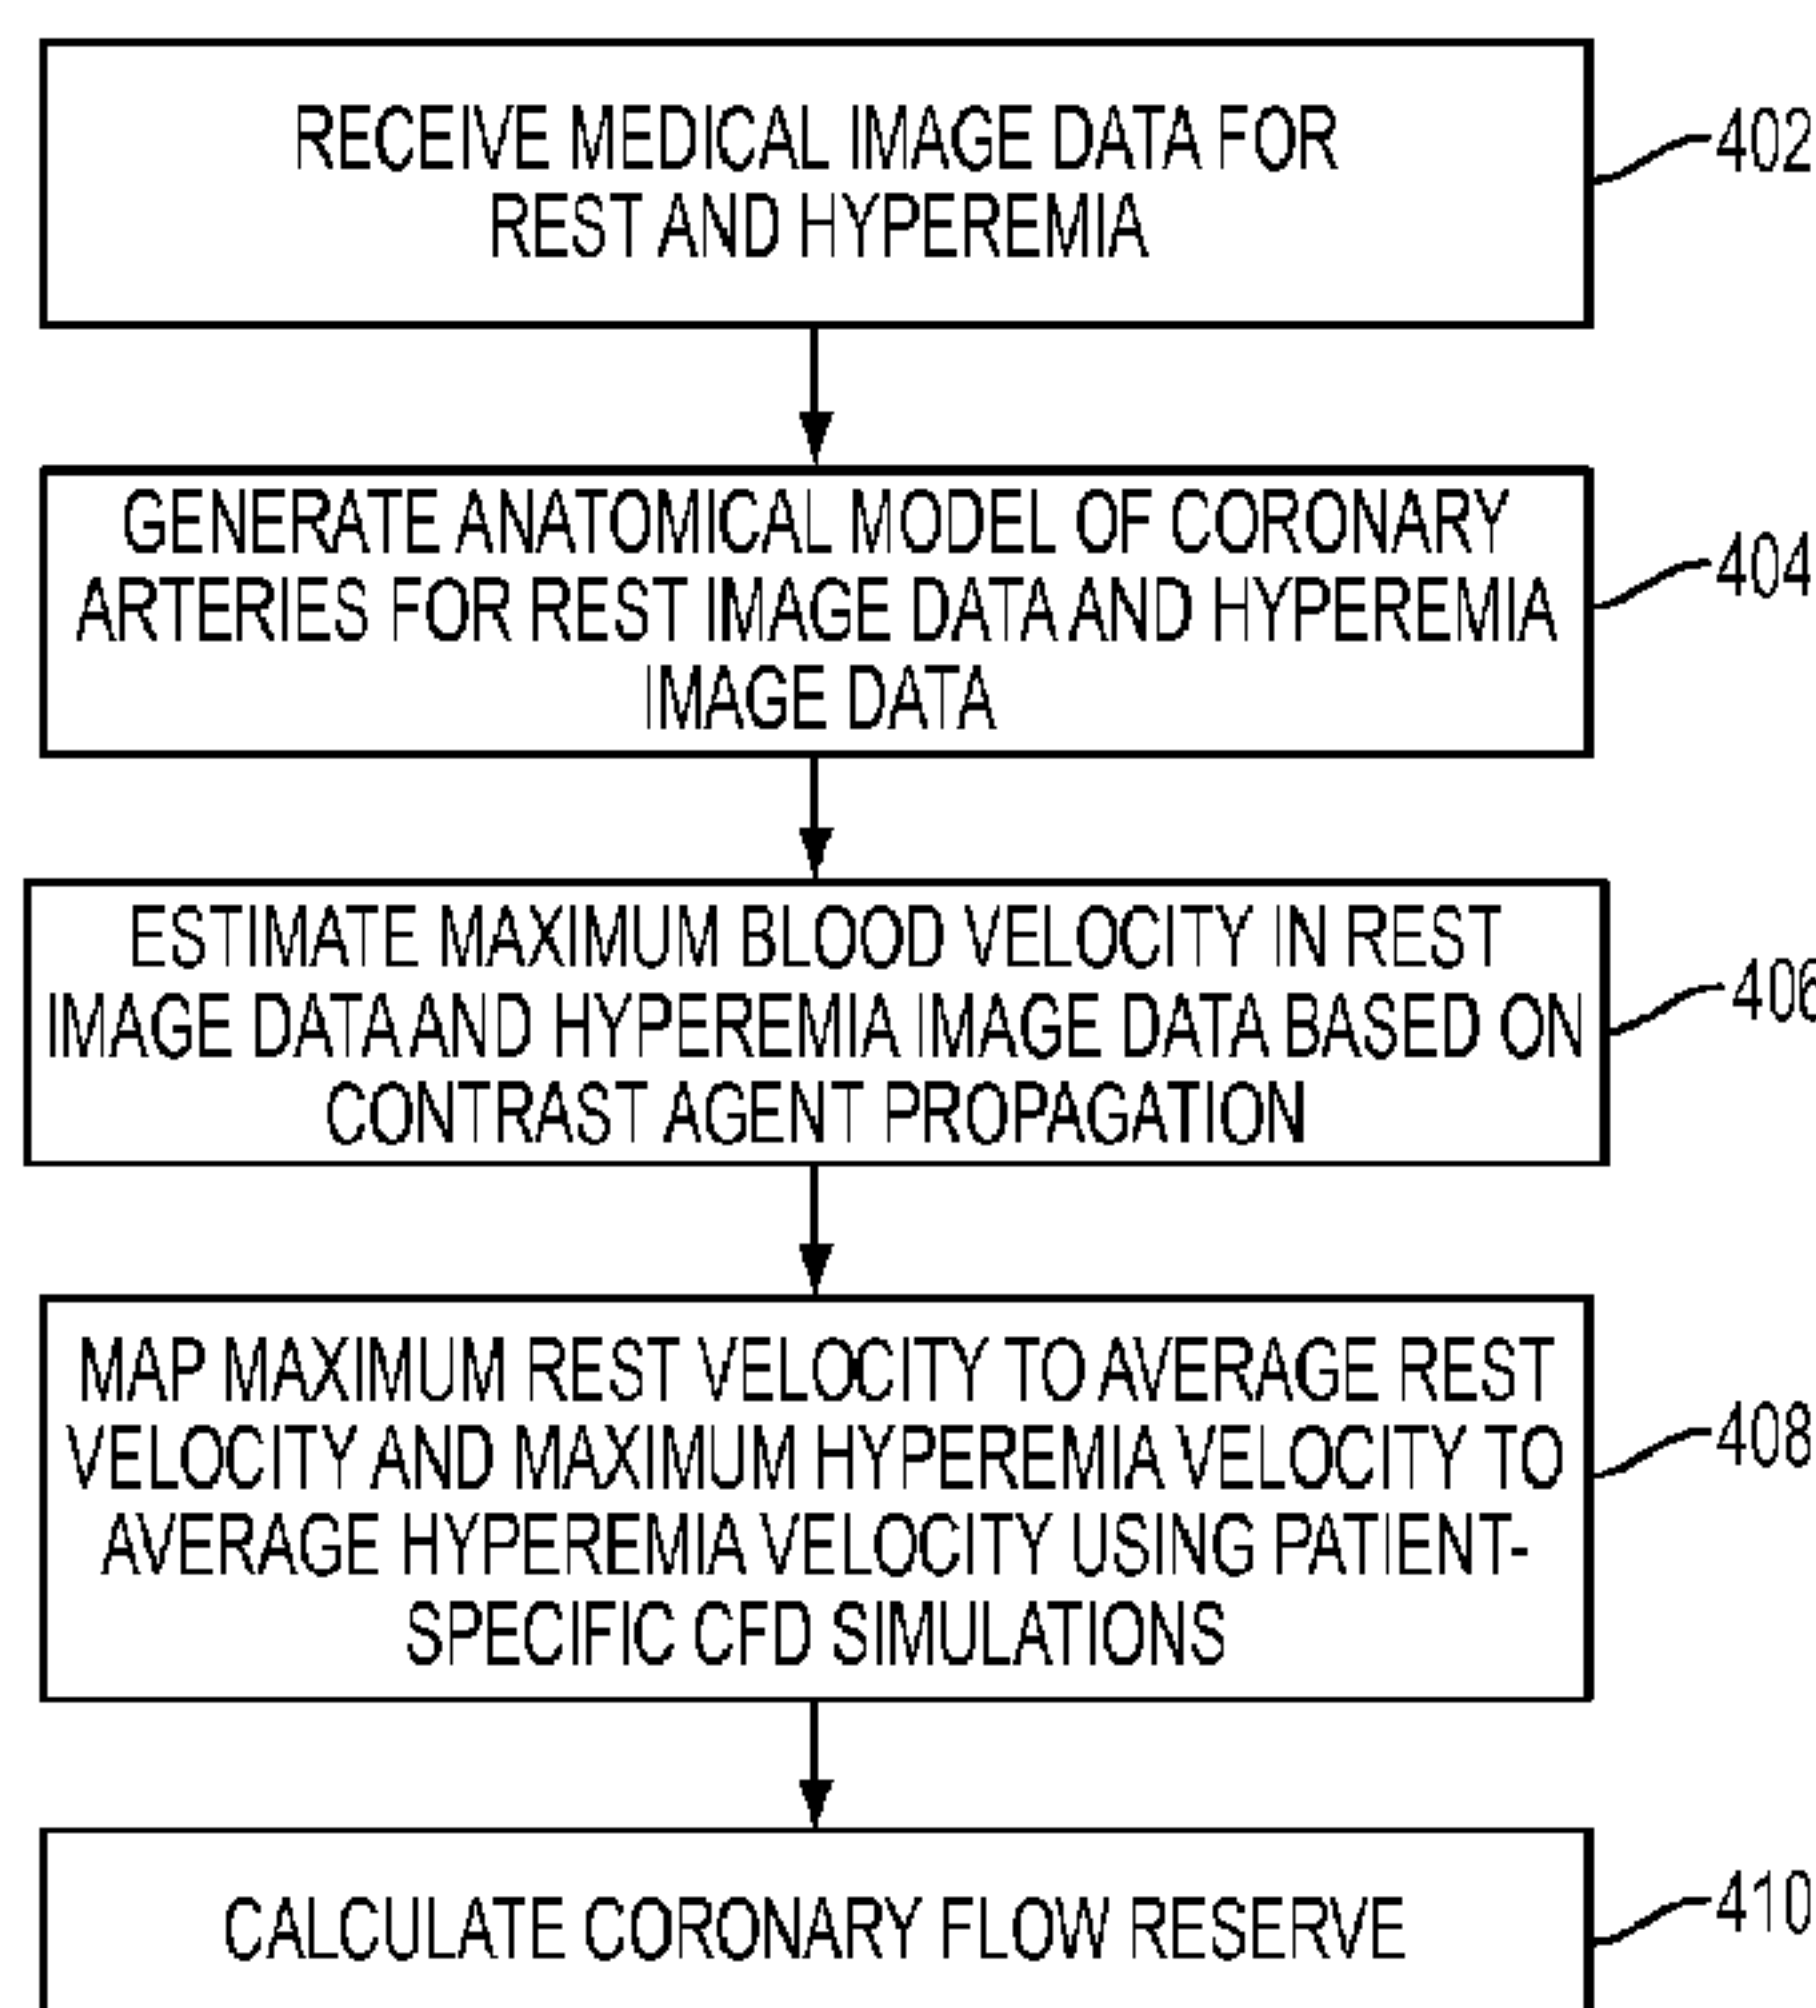 RECEIVE MEDICAL IMAGE DATA FOR
REST AND HYPEREMIA
402
GENERATE ANATOMICAL MODEL OF CORONARY
ARTERIES FOR REST IMAGE DATA AND HYPEREMIA
IMAGE DATA
404
ESTIMATE MAXIMUM BLOOD VELOCITY IN REST
IMAGE DATA AND HYPEREMIA IMAGE DATA BASED ON
CONTRAST AGENT PROPAGATION
406
MAP MAXIMUM REST VELOCITY TO AVERAGE REST
VELOCITY AND MAXIMUM HYPEREMIA VELOCITY TO
AVERAGE HYPEREMIA VELOCITY USING PATIENT-
SPECIFIC CFD SIMULATIONS
408
CALCULATE CORONARY FLOW RESERVE
410